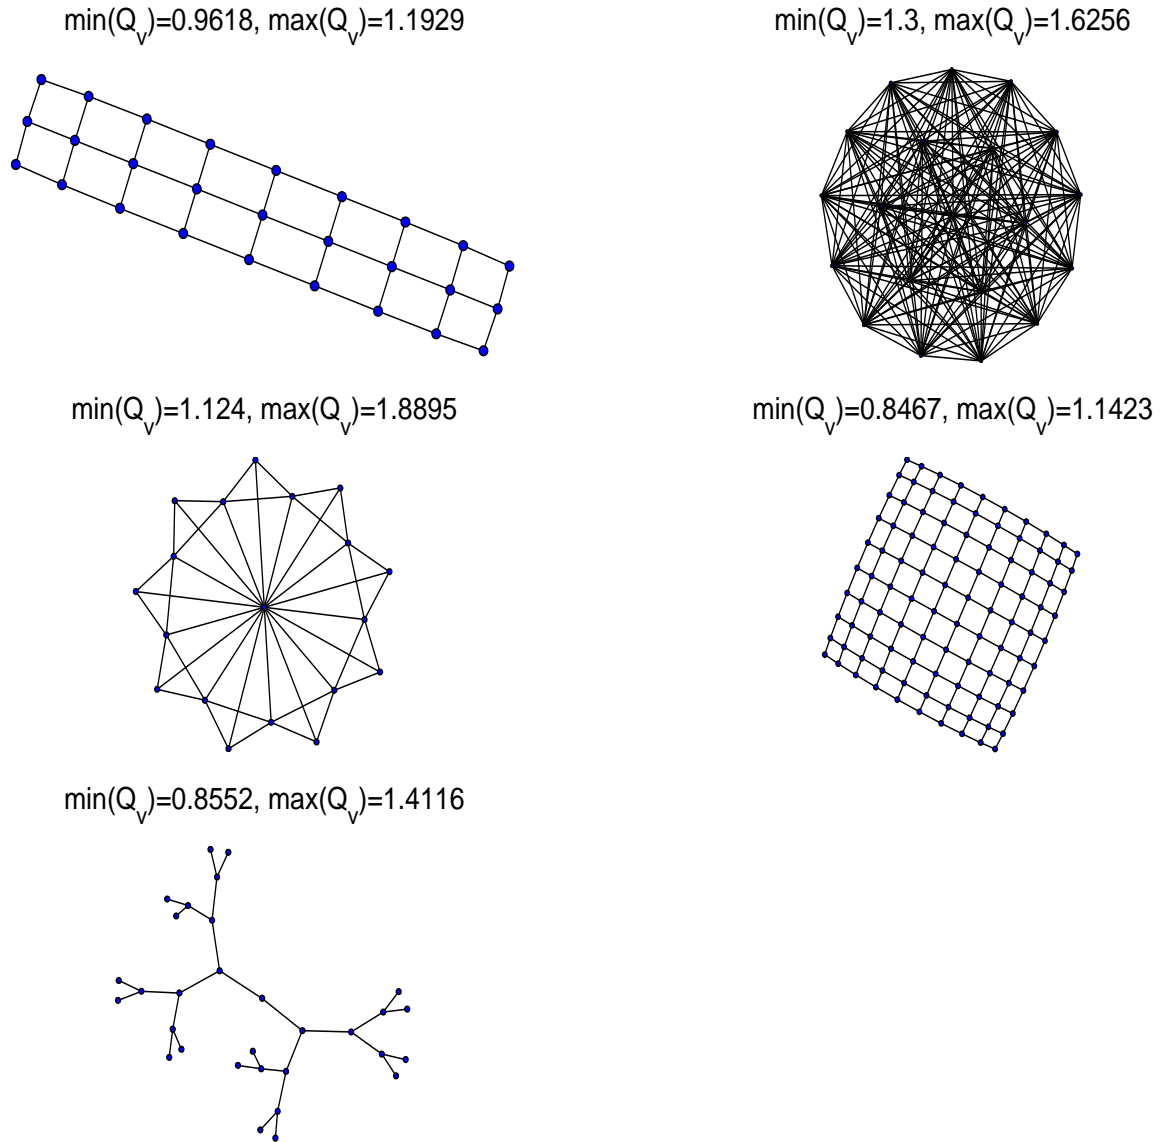 min(Q_v)=0.9618, max(Q_v)=1.1929
min(Q_v)=1.3, max(Q_v)=1.6256
min(Q_v)=1.124, max(Q_v)=1.8895
min(Q_v)=0.8467, max(Q_v)=1.1423
min(Q_v)=0.8552, max(Q_v)=1.4116